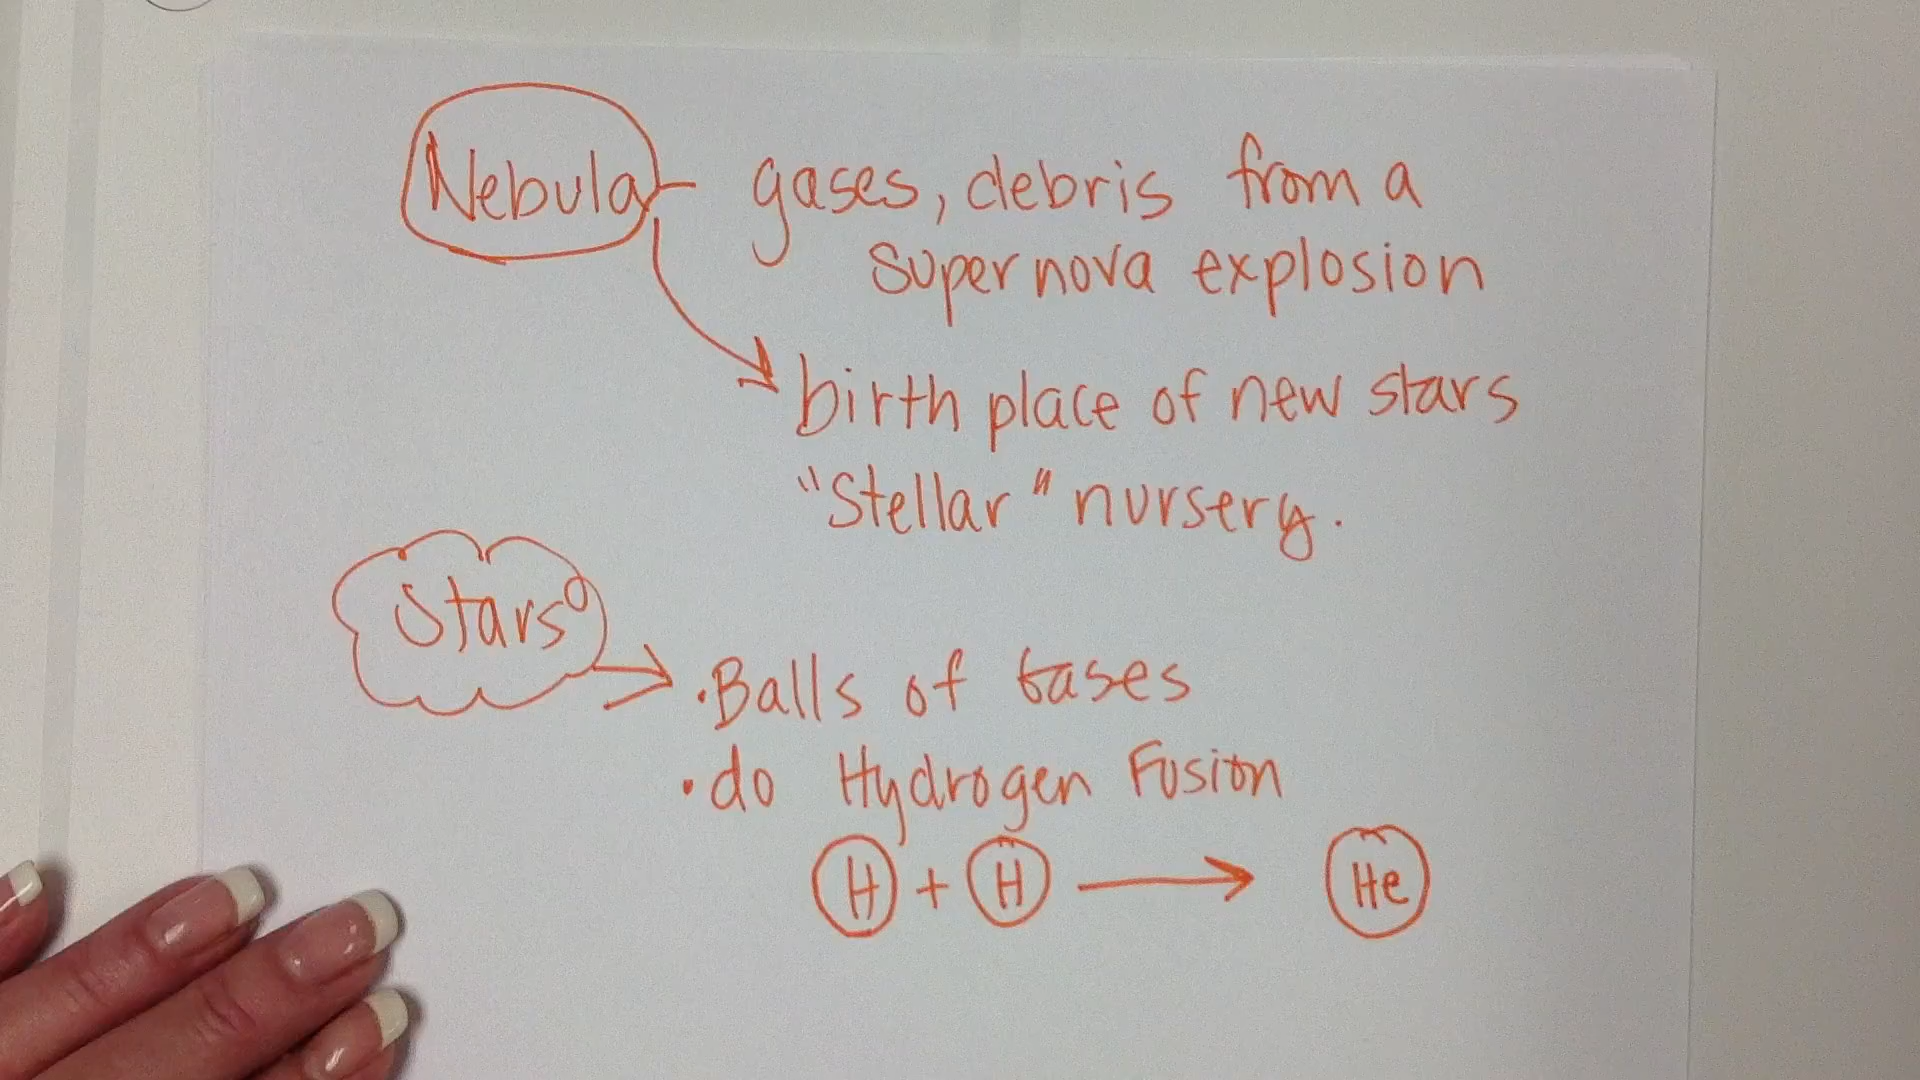 Nebula - gases, debris from a
supernova explosion
birth place of new stars
"Stellar" nursery.
Stars
• Balls of gases
• do Hydrogen Fusion
H + H → He